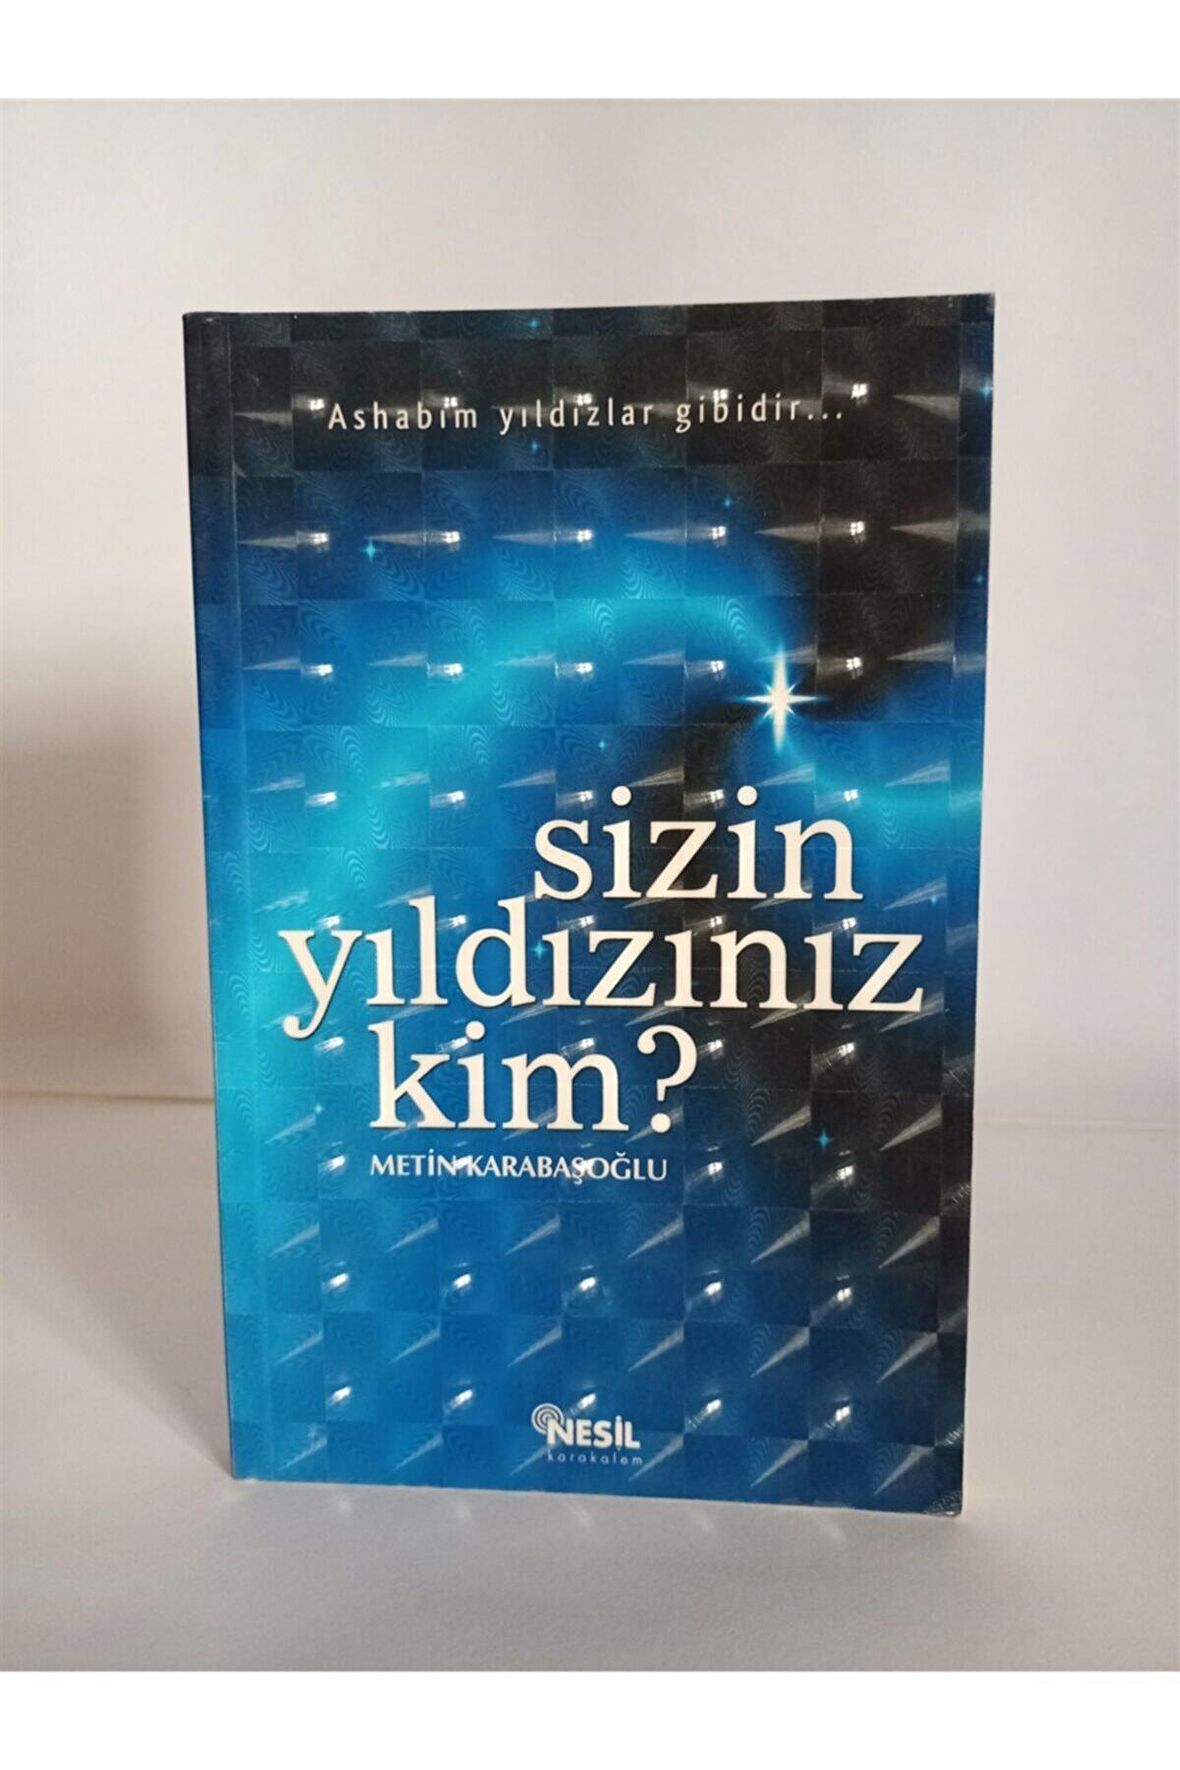 "Ashabım yıldızlar gibidir..."
sizin
yıldızınız
kim?
METİN KARABAŞOĞLU
NESİL
karakalem